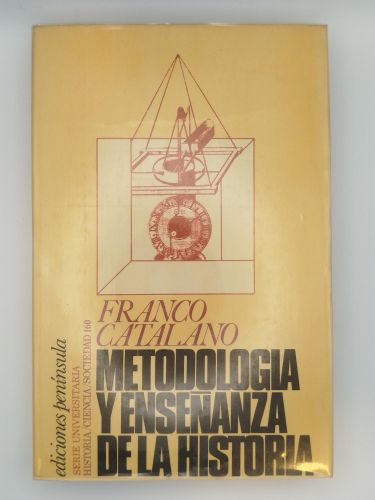 FRANCO
CATALANO
METODOLOGIA
Y ENSEÑANZA
DE LA HISTORIA
ediciones península
SERIE UNIVERSITARIA
HISTORIA/CIENCIA/SOCIEDAD 160